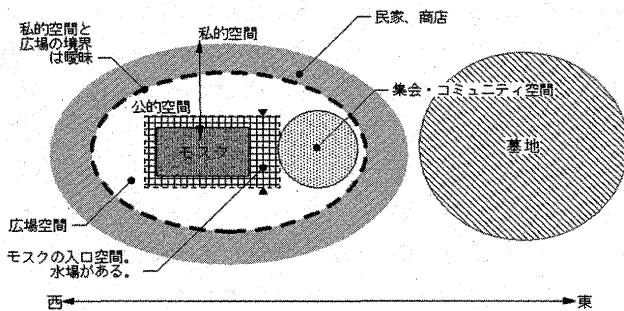 私的空間と
広場の境界
は曖昧
私的空間
民家、商店
公的空間
集会・コミュニティ空間
モスク
墓地
広場空間
モスクの入口空間。
水場がある。
西
東